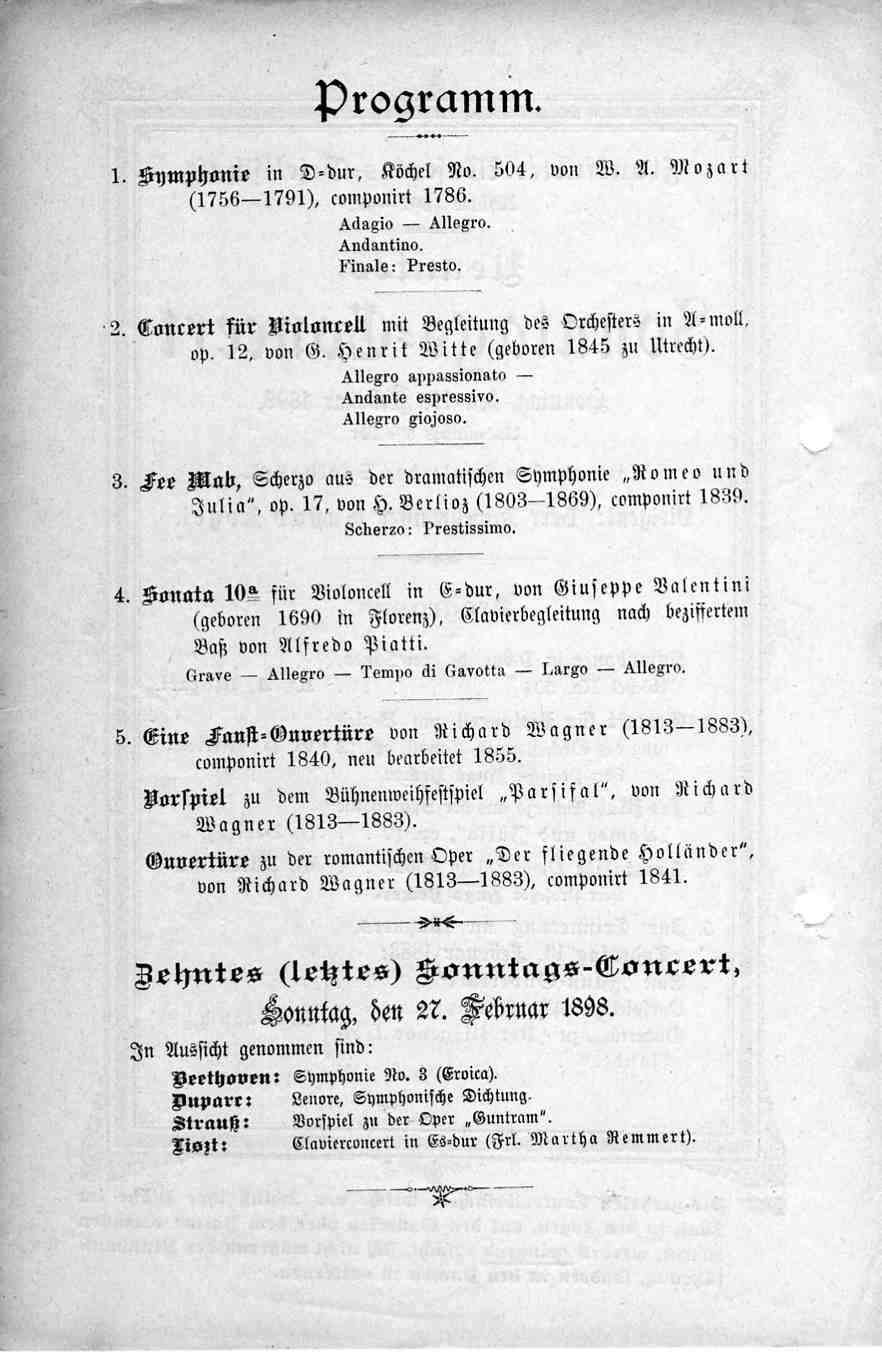 Programm.
1. Symphonie in D-dur, Köchel No. 504, von W. A. Mozart
(1756—1791), componirt 1786.
Adagio — Allegro.
Andantino.
Finale: Presto.
2. Concert für Violoncell mit Begleitung des Orchesters in A-moll,
op. 12, von G. Henrik Witte (geboren 1845 zu Utrecht).
Allegro appassionato —
Andante espressivo.
Allegro giojoso.
3. Fee Mab, Scherzo aus der dramatischen Symphonie „Romeo und
Julia“, op. 17, von H. Berlioz (1803—1869), componirt 1839.
Scherzo: Prestissimo.
4. Sonata 10a für Violoncell in E-dur, von Giuseppe Valentini
(geboren 1690 in Florenz), Clavierbegleitung nach beziffertem
Baß von Alfredo Piatti.
Grave — Allegro — Tempo di Gavotta — Largo — Allegro.
5. Eine Faust-Ouvertüre von Richard Wagner (1813—1883),
componirt 1840, neu bearbeitet 1855.
Vorspiel zu dem Bühnenweihfestspiel „Parsifal“, von Richard
Wagner (1813—1883).
Ouvertüre zu der romantischen Oper „Der fliegende Holländer“,
von Richard Wagner (1813—1883), componirt 1841.
Zehntes (letztes) Sonntags-Concert,
Sonntag, den 27. Februar 1898.
In Aussicht genommen sind:
Beethoven: Symphonie No. 3 (Eroica).
Duparc: Lenore, Symphonische Dichtung.
Strauß: Vorspiel zu der Oper „Guntram“.
Liszt: Clavierconcert in Es-dur (Frl. Martha Remmert).